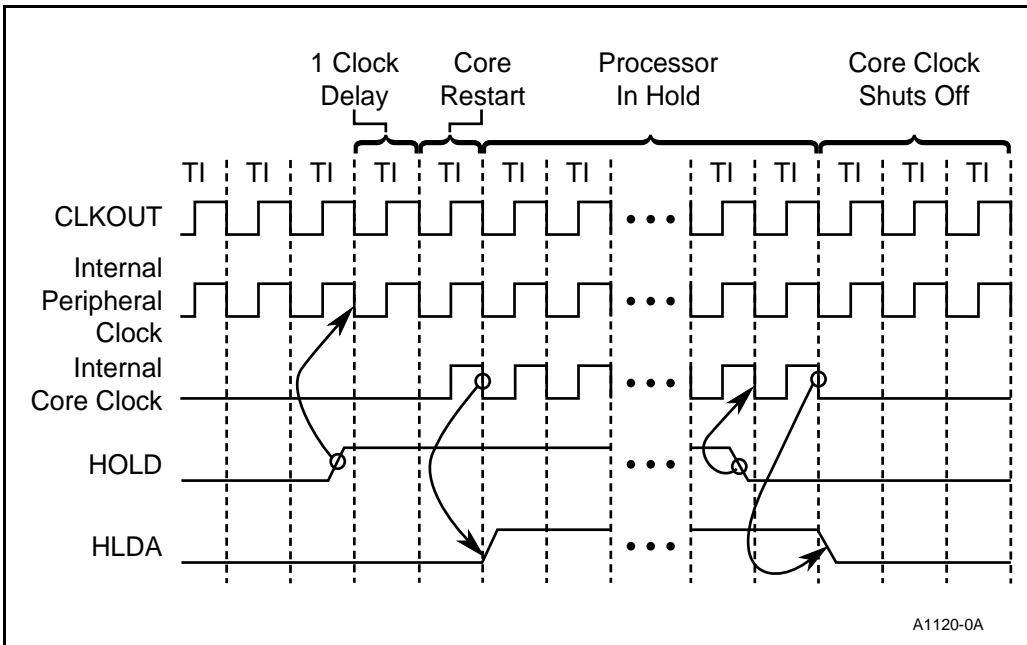 1 Clock
Delay
Core
Restart
Processor
In Hold
Core Clock
Shuts Off
TI TI TI TI TI TI TI TI TI TI TI TI
CLKOUT
Internal
Peripheral
Clock
Internal
Core Clock
HOLD
HLDA
A1120-0A